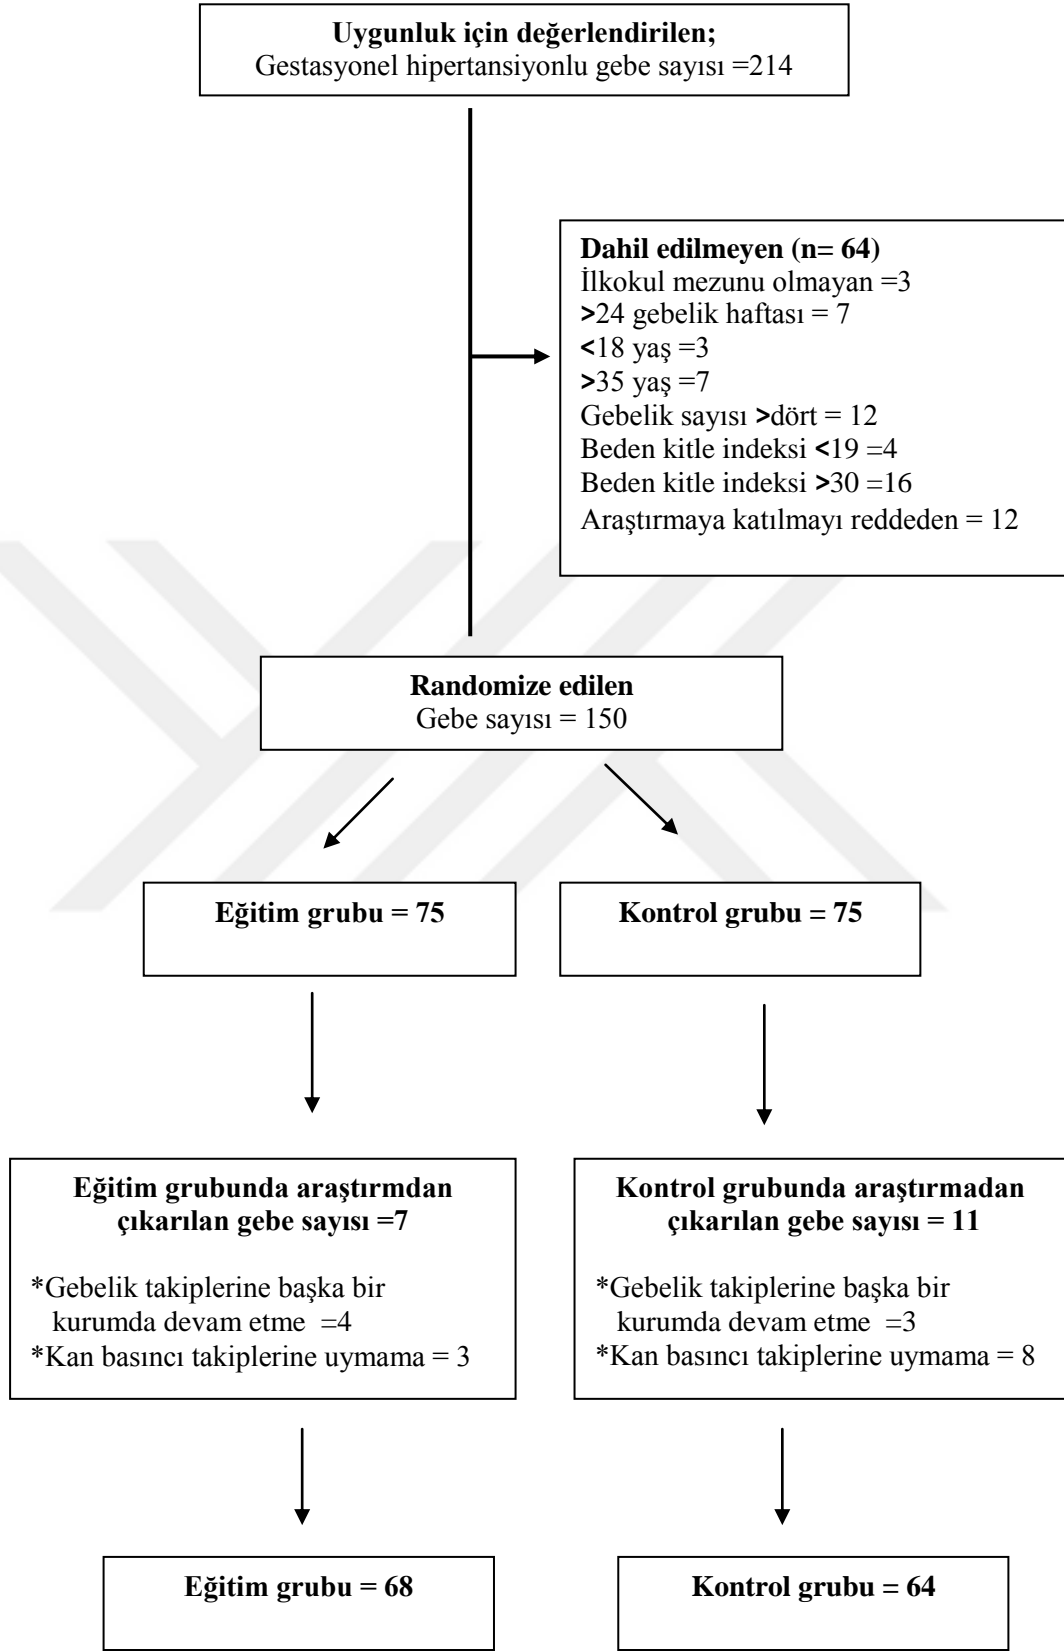 Uygunluk için değerlendirilen;
Gestasyonel hipertansiyonlu gebe sayısı =214
Dahil edilmeyen (n= 64)
İlkokul mezunu olmayan =3
>24 gebelik haftası = 7
<18 yaş =3
>35 yaş =7
Gebelik sayısı >dört = 12
Beden kitle indeksi <19 =4
Beden kitle indeksi >30 =16
Araştırmaya katılmayı reddeden = 12
Randomize edilen
Gebe sayısı = 150
Eğitim grubu = 75
Kontrol grubu = 75
Eğitim grubunda araştırmdan
çıkarılan gebe sayısı =7
*Gebelik takiplerine başka bir
kurumda devam etme =4
*Kan basıncı takiplerine uymama = 3
Kontrol grubunda araştırmadan
çıkarılan gebe sayısı = 11
*Gebelik takiplerine başka bir
kurumda devam etme =3
*Kan basıncı takiplerine uymama = 8
Eğitim grubu = 68
Kontrol grubu = 64